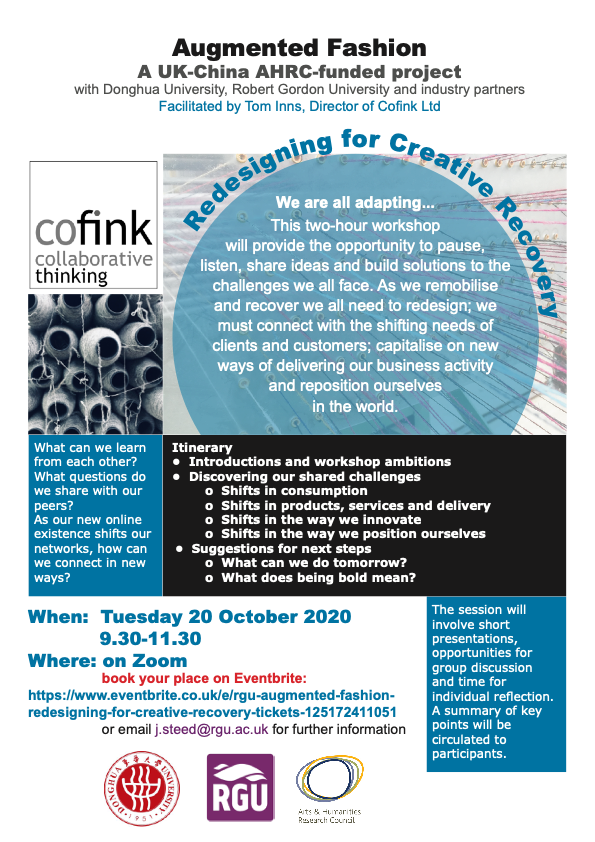 Augmented Fashion
A UK-China AHRC-funded project
with Donghua University, Robert Gordon University and industry partners
Facilitated by Tom Inns, Director of Cofink Ltd
Redesigning for Creative Recovery
cofink
collaborative
thinking
We are all adapting...
This two-hour workshop
will provide the opportunity to pause,
listen, share ideas and build solutions to the
challenges we all face. As we remobilise
and recover we all need to redesign; we
must connect with the shifting needs of
clients and customers; capitalise on new
ways of delivering our business activity
and reposition ourselves
in the world.
What can we learn
from each other?
What questions do
we share with our
peers?
As our new online
existence shifts our
networks, how can
we connect in new
ways?
Itinerary
● Introductions and workshop ambitions
● Discovering our shared challenges
o Shifts in consumption
o Shifts in products, services and delivery
o Shifts in the way we innovate
o Shifts in the way we position ourselves
● Suggestions for next steps
o What can we do tomorrow?
o What does being bold mean?
When: Tuesday 20 October 2020
9.30-11.30
Where: on Zoom
book your place on Eventbrite:
https://www.eventbrite.co.uk/e/rgu-augmented-fashion-
redesigning-for-creative-recovery-tickets-125172411051
or email j.steed@rgu.ac.uk for further information
The session will
involve short
presentations,
opportunities for
group discussion
and time for
individual reflection.
A summary of key
points will be
circulated to
participants.
DONGHUA UNIVERSITY
1951
RGU
Arts & Humanities
Research Council